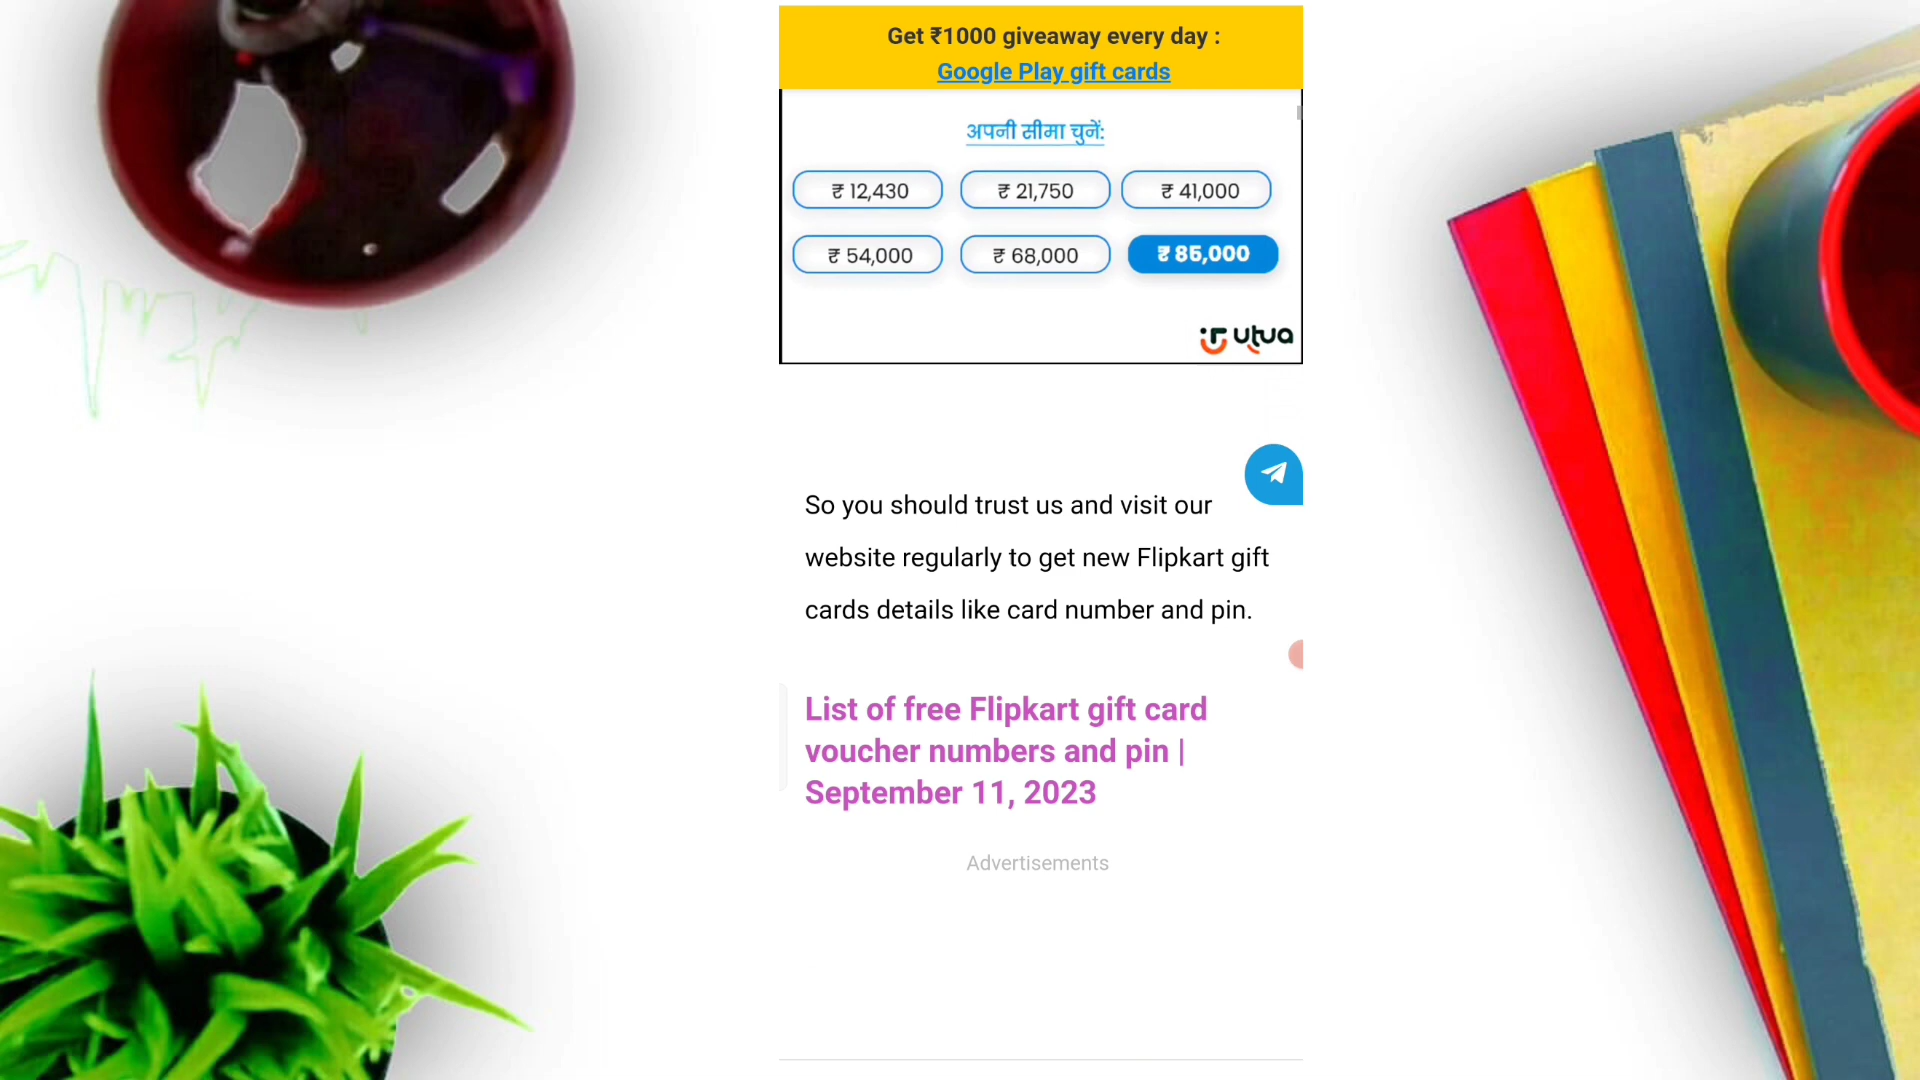 Get ₹1000 giveaway every day :
Google Play gift cards
अपनी सीमा चुनें:
₹ 12,430
₹ 21,750
₹ 41,000
₹ 54,000
₹ 68,000
₹ 85,000
utua
So you should trust us and visit our
website regularly to get new Flipkart gift
cards details like card number and pin.
List of free Flipkart gift card
voucher numbers and pin |
September 11, 2023
Advertisements